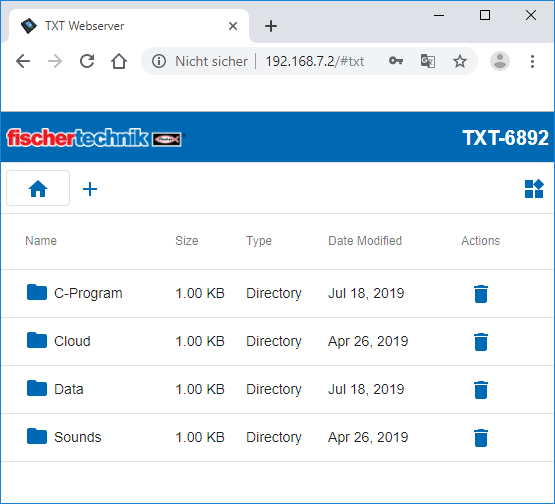 TXT Webserver
Nicht sicher 192.168.7.2/#txt
fischertechnik TXT-6892
Name Size Type Date Modified Actions
C-Program 1.00 KB Directory Jul 18, 2019
Cloud 1.00 KB Directory Apr 26, 2019
Data 1.00 KB Directory Jul 18, 2019
Sounds 1.00 KB Directory Apr 26, 2019